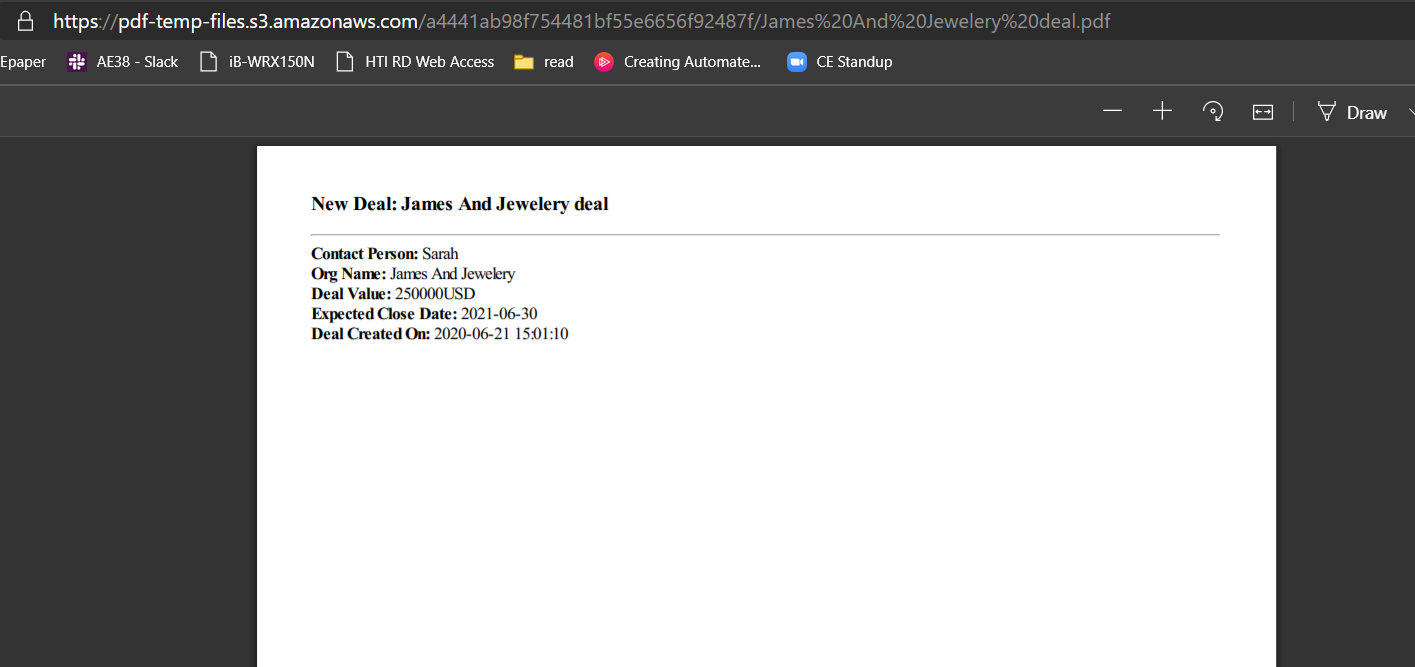 https://pdf-temp-files.s3.amazonaws.com/a4441ab98f754481bf55e6656f92487f/James%20And%20Jewelery%20deal.pdf
Epaper AE38 - Slack iB-WRX150N HTI RD Web Access read Creating Automate... CE Standup
Draw
New Deal: James And Jewelery deal
Contact Person: Sarah
Org Name: James And Jewelery
Deal Value: 250000USD
Expected Close Date: 2021-06-30
Deal Created On: 2020-06-21 15:01:10